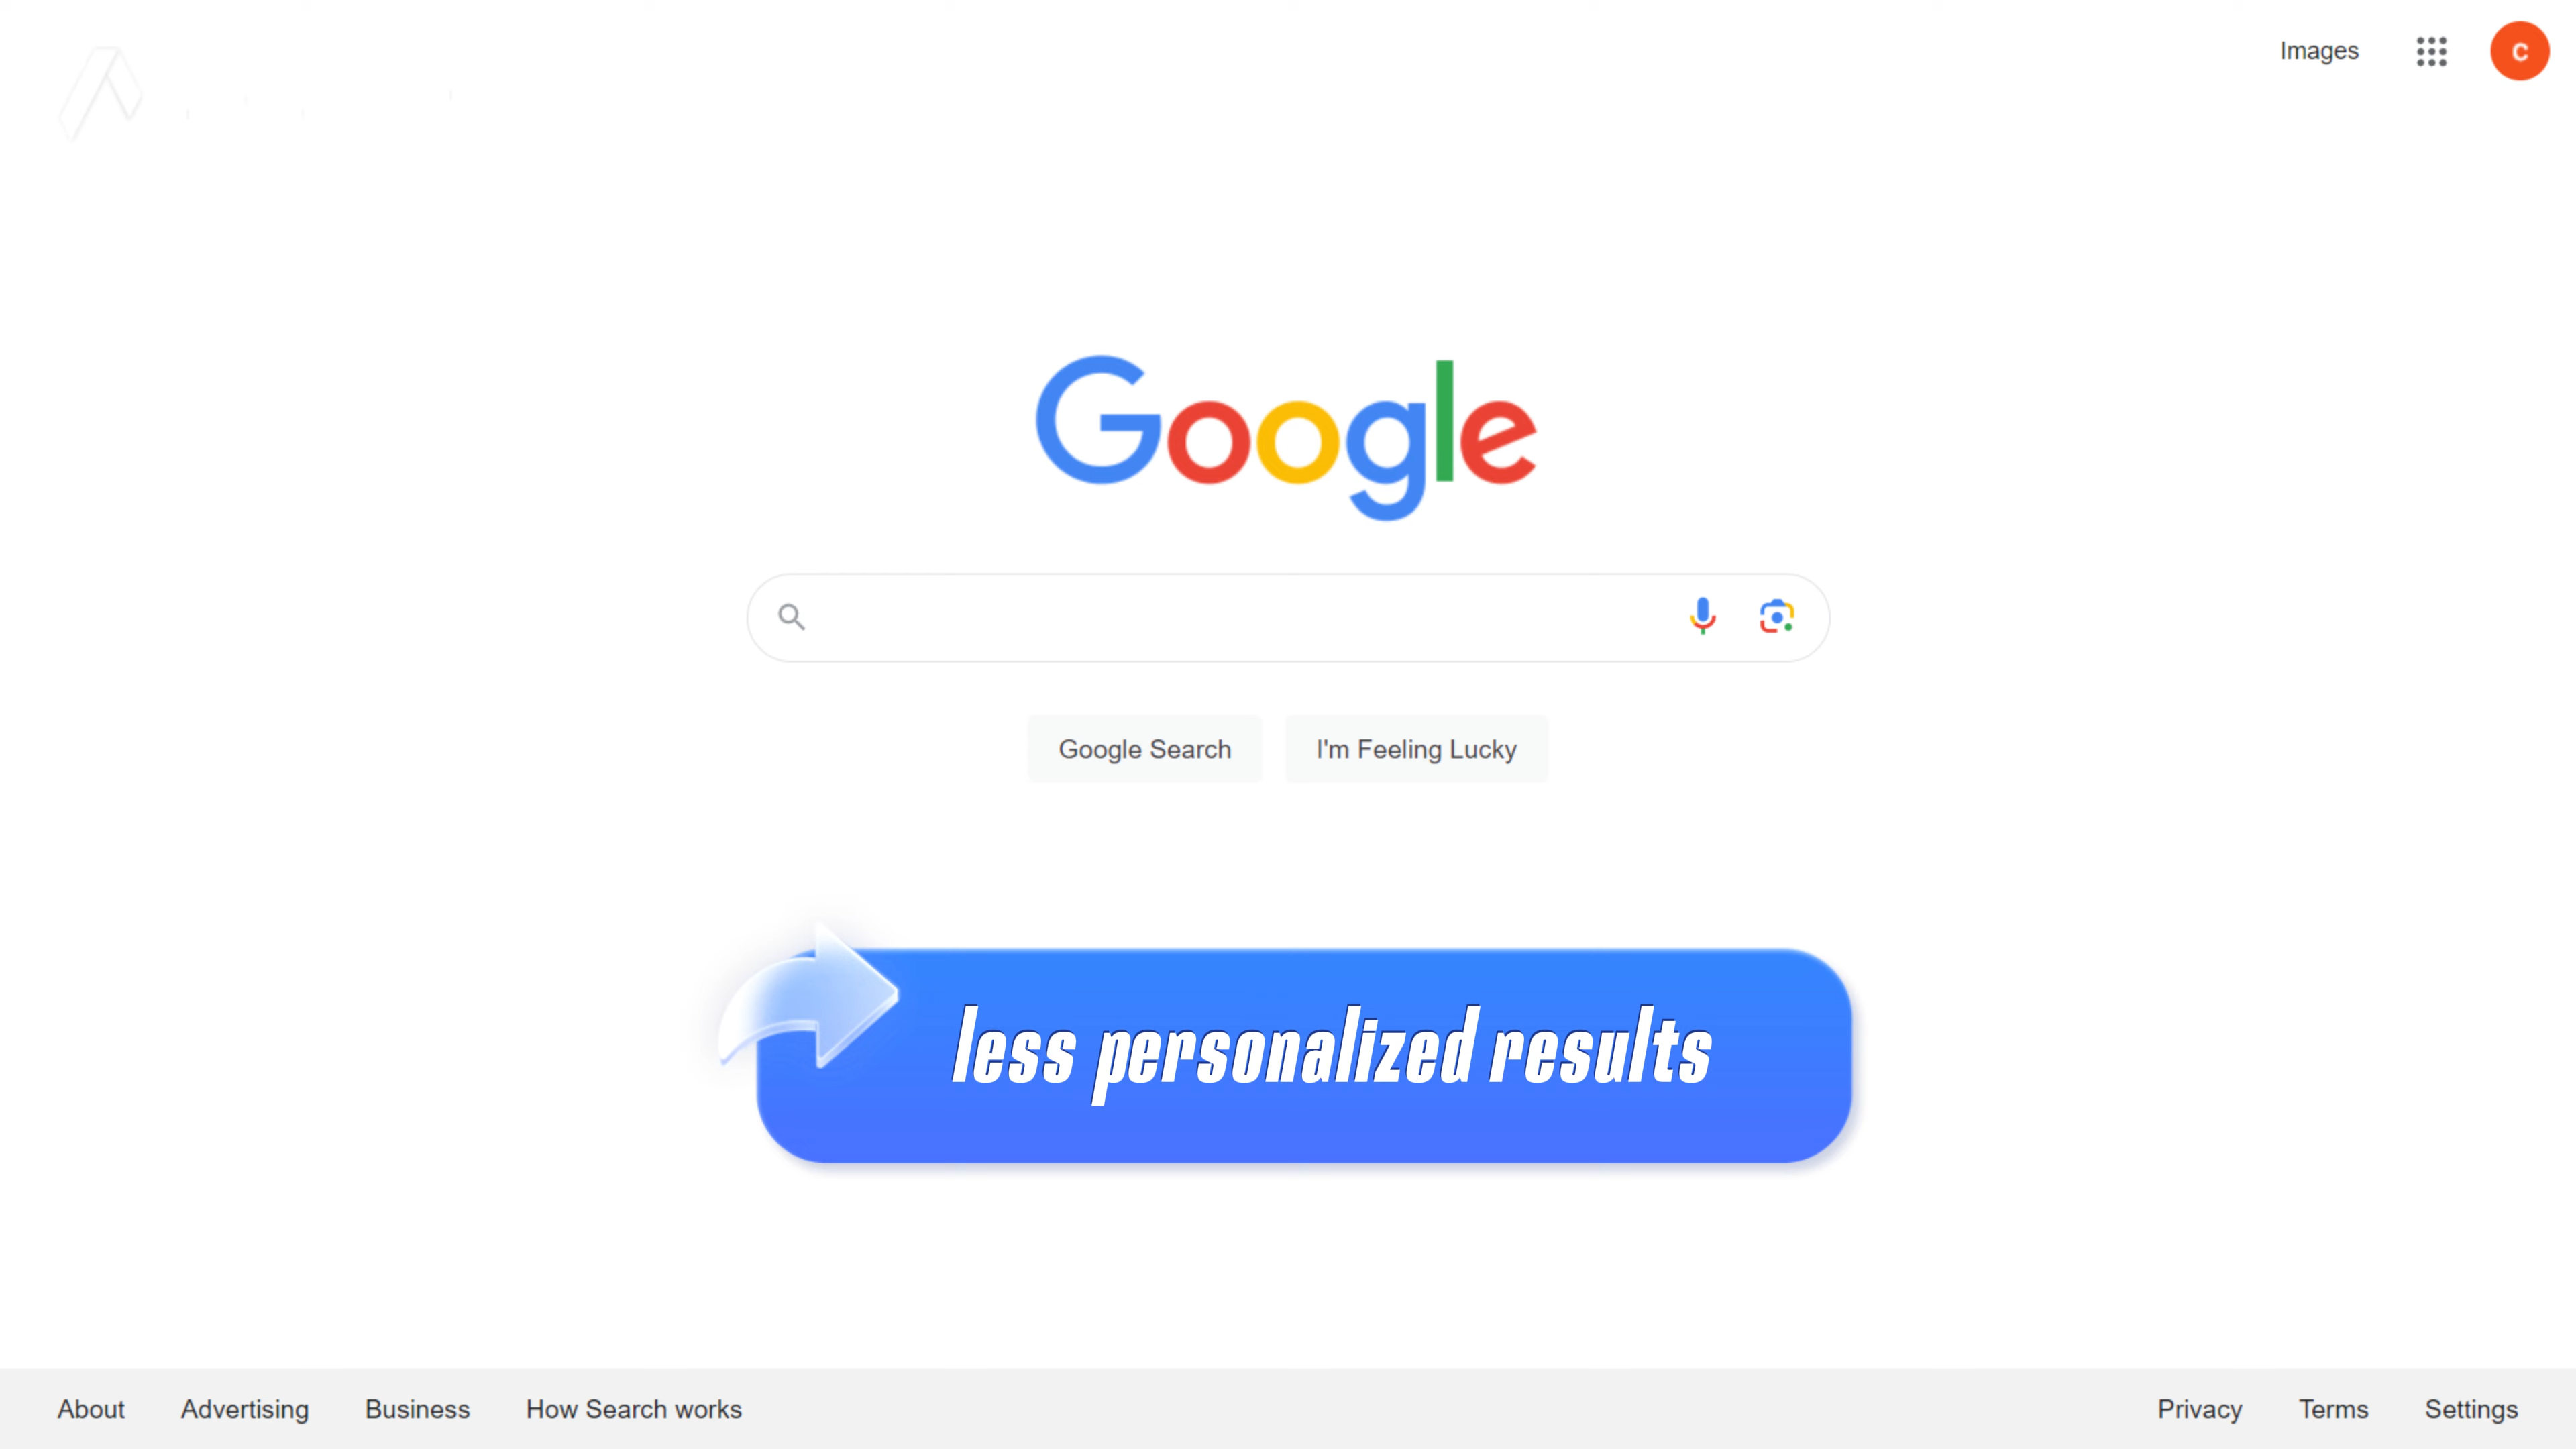 Images
C
Google
Google Search
I'm Feeling Lucky
less personalized results
About
Advertising
Business
How Search works
Privacy
Terms
Settings